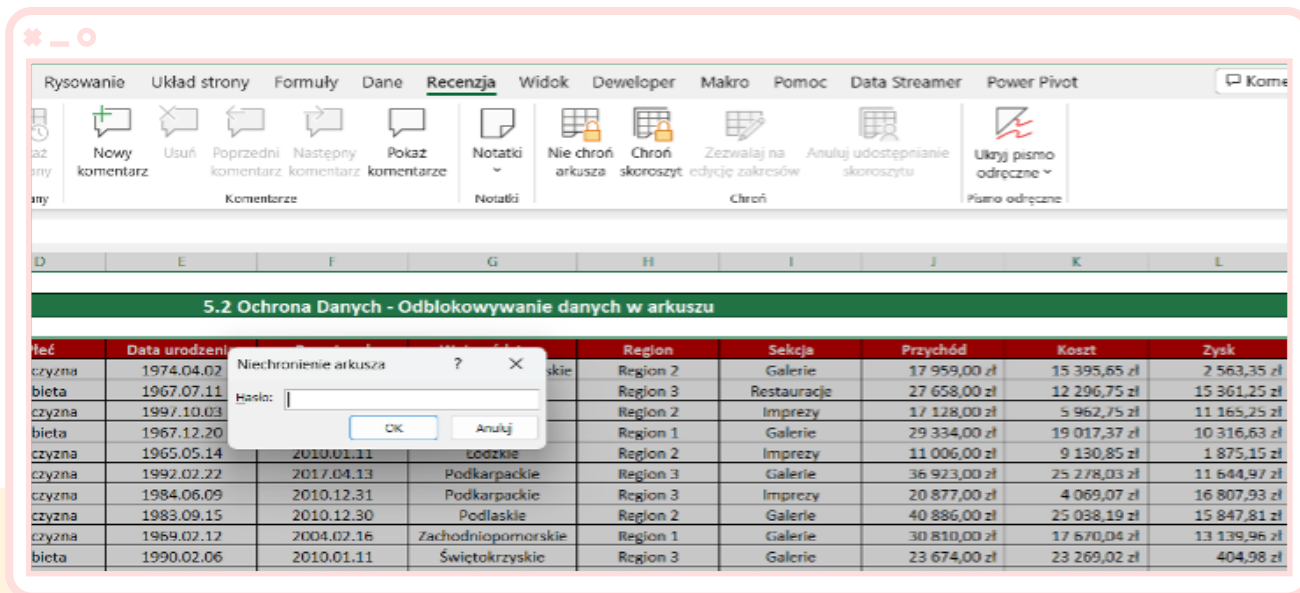 Rysowanie Układ strony Formuły Dane Recenzja Widok Deweloper Makro Pomoc Data Streamer Power Pivot Kome
Nowy komentarz Usuń Poprzedni komentarz Następny komentarz Pokaż komentarze Notatki Nie chroń arkusza Chroń skoroszyt Zezwalaj na edycję zakresów Anuluj udostępnianie skoroszytu Ukryj pismo odręczne
Komentarze Notatki Chroń Pismo odręczne
D E F G H I J K L
5.2 Ochrona Danych - Odblokowywanie danych w arkuszu
Płeć Data urodzeni Region Sekcja Przychód Koszt Zysk
czyzna 1974.04.02 skie Region 2 Galerie 17 959,00 zł 15 395,65 zł 2 563,35 zł
bieta 1967.07.11 Region 3 Restauracje 27 658,00 zł 12 296,75 zł 15 361,25 zł
czyzna 1997.10.03 Region 2 Imprezy 17 128,00 zł 5 962,75 zł 11 165,25 zł
bieta 1967.12.20 Region 1 Galerie 29 334,00 zł 19 017,37 zł 10 316,63 zł
czyzna 1965.05.14 2010.01.11 Łódzkie Region 2 Imprezy 11 006,00 zł 9 130,85 zł 1 875,15 zł
czyzna 1992.02.22 2017.04.13 Podkarpackie Region 3 Galerie 36 923,00 zł 25 278,03 zł 11 644,97 zł
czyzna 1984.06.09 2010.12.31 Podkarpackie Region 3 Imprezy 20 877,00 zł 4 069,07 zł 16 807,93 zł
czyzna 1983.09.15 2010.12.30 Podlaskie Region 2 Galerie 40 886,00 zł 25 038,19 zł 15 847,81 zł
czyzna 1969.02.12 2004.02.16 Zachodniopomorskie Region 1 Galerie 30 810,00 zł 17 670,04 zł 13 139,96 zł
bieta 1990.02.06 2010.01.11 Świętokrzyskie Region 3 Galerie 23 674,00 zł 23 269,02 zł 404,98 zł
Niechronienie arkusza ? ×
Hasło:
OK Anuluj